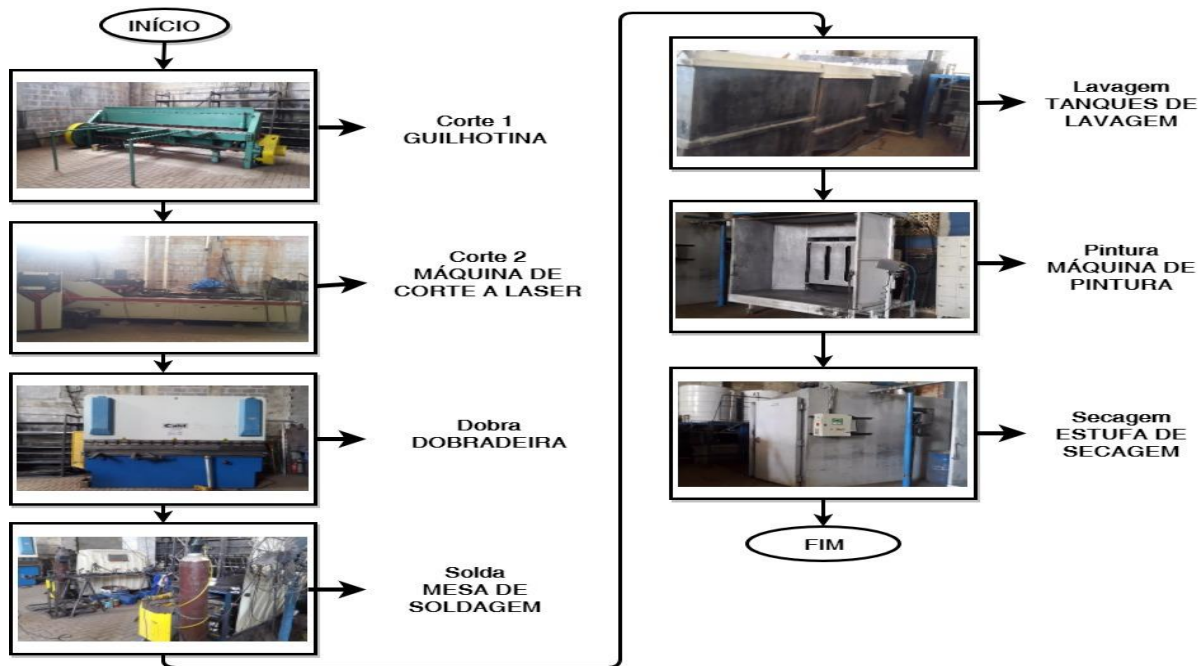 INÍCIO
Corte 1
GUILHOTINA
Corte 2
MÁQUINA DE
CORTE A LASER
Dobra
DOBRADEIRA
Solda
MESA DE
SOLDAGEM
Lavagem
TANQUES DE
LAVAGEM
Pintura
MÁQUINA DE
PINTURA
Secagem
ESTUFA DE
SECAGEM
FIM